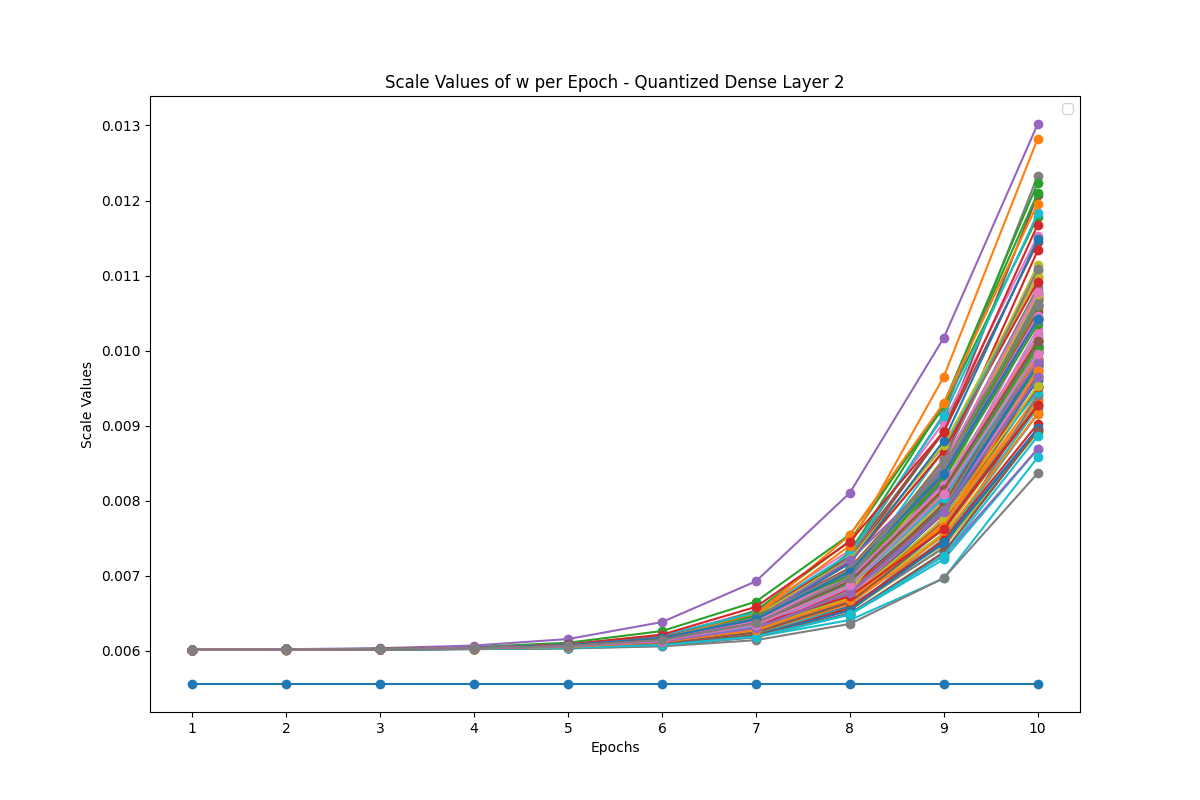 Scale Values of w per Epoch - Quantized Dense Layer 2
0.013
0.012
0.011
0.010
0.009
0.008
0.007
0.006
Scale Values
1 2 3 4 5 6 7 8 9 10
Epochs